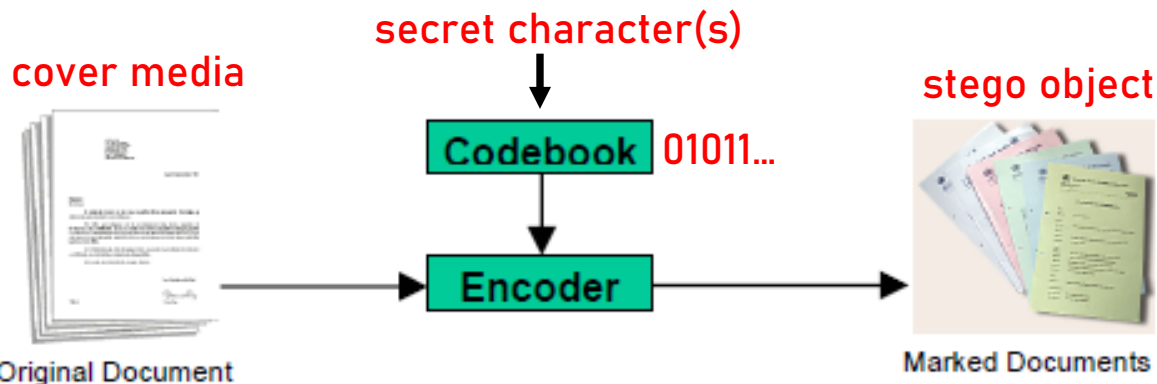 secret character(s)
cover media
stego object
Codebook 01011...
Encoder
Original Document
Marked Documents